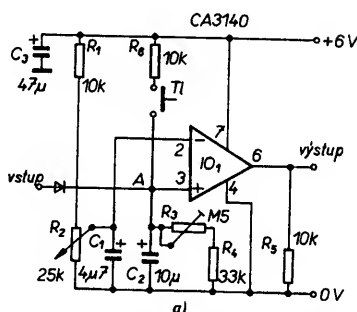 CA3140
+6V
C3
+
47µ
R1
10k
R6
10k
Tl
7
2
−
IO1
6
výstup
vstup
A
3
+
4
R2
25k
C1
+
4µ7
C2
+
10µ
R3
M5
R4
33k
R5
10k
0V
a)